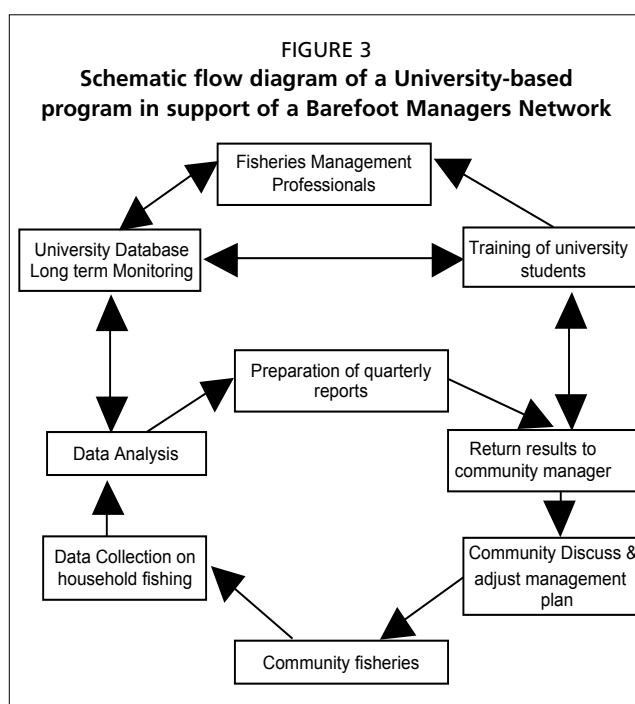 FIGURE 3
Schematic flow diagram of a University-based
program in support of a Barefoot Managers Network
Fisheries Management
Professionals
University Database
Long term Monitoring
Training of university
students
Preparation of quarterly
reports
Data Analysis
Return results to
community manager
Data Collection on
household fishing
Community Discuss &
adjust management
plan
Community fisheries